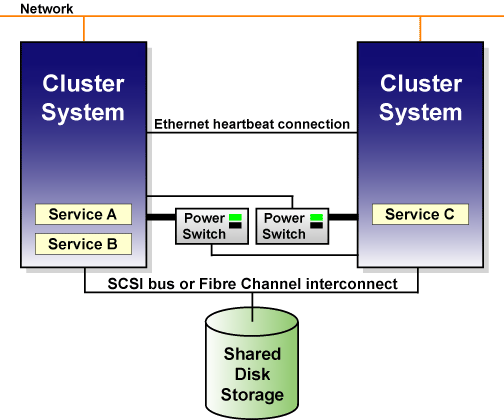 Network
Cluster
System
Cluster
System
Ethernet heartbeat connection
Service A
Service B
Power
Switch
Power
Switch
Service C
SCSI bus or Fibre Channel interconnect
Shared
Disk
Storage